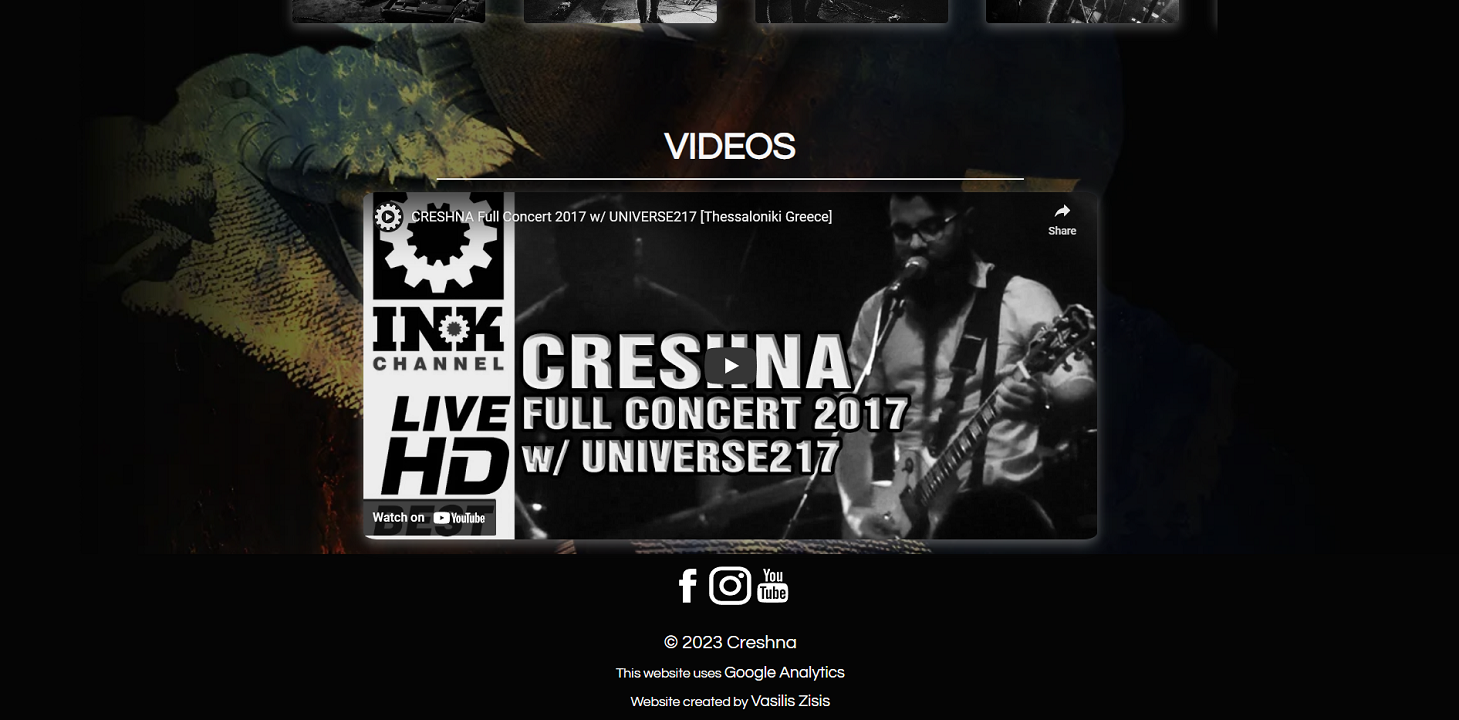 VIDEOS
CRESHNA Full Concert 2017 w/ UNIVERSE217 [Thessaloniki Greece]
Share
INK
CHANNEL
LIVE
HD
BEST
CRESHNA
FULL CONCERT 2017
w/ UNIVERSE217
Watch on YouTube
f
You
Tube
© 2023 Creshna
This website uses Google Analytics
Website created by Vasilis Zisis